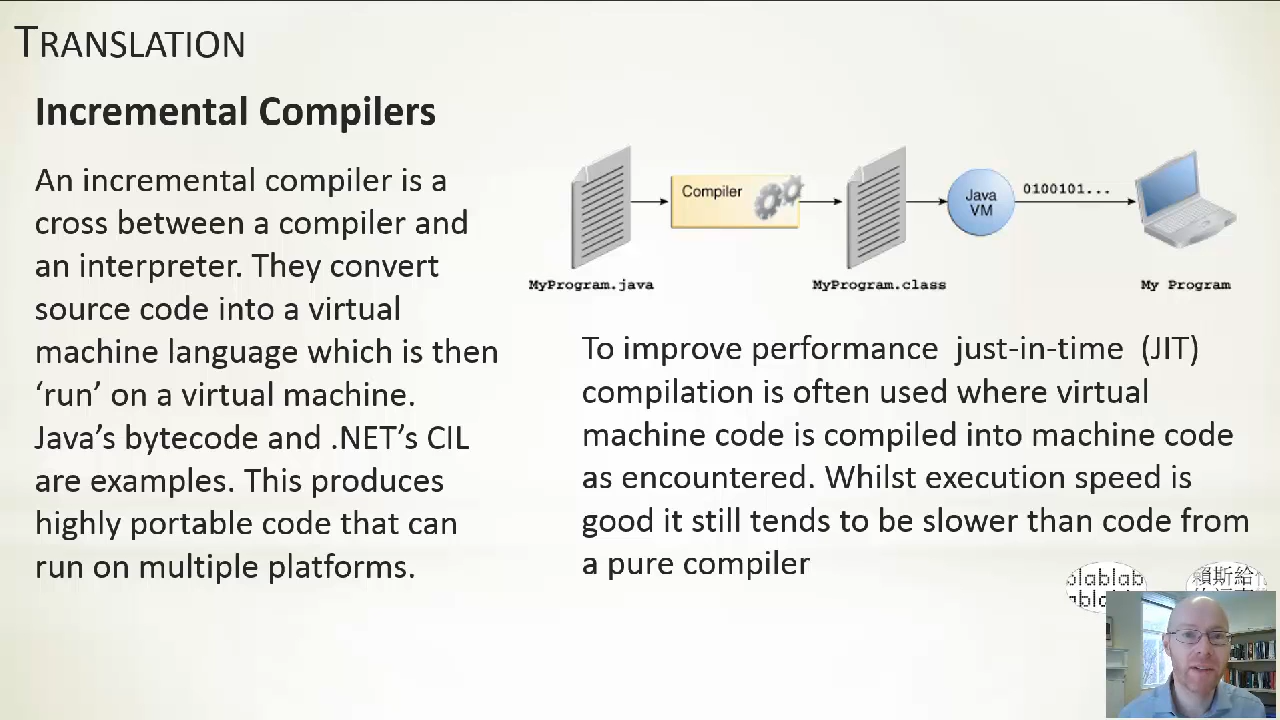 TRANSLATION
Incremental Compilers
An incremental compiler is a
cross between a compiler and
an interpreter. They convert
source code into a virtual
machine language which is then
‘run’ on a virtual machine.
Java’s bytecode and .NET’s CIL
are examples. This produces
highly portable code that can
run on multiple platforms.
Compiler
Java
VM
0100101...
MyProgram.java
MyProgram.class
My Program
To improve performance just-in-time (JIT)
compilation is often used where virtual
machine code is compiled into machine code
as encountered. Whilst execution speed is
good it still tends to be slower than code from
a pure compiler
blablab
賴斯給